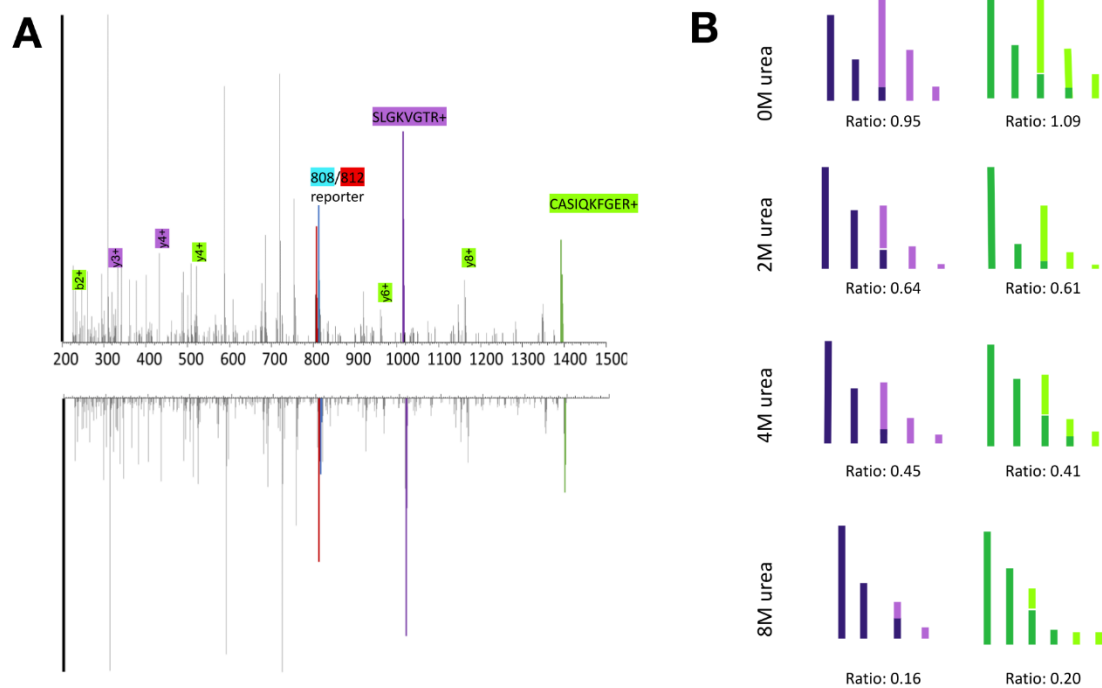 A
B
SLGKVGTR+
808/812
reporter
CASIQKFGER+
b2+
y3+
y4+
y4+
y6+
y8+
200 300 400 500 600 700 800 900 1000 1100 1200 1300 1400 1500
0M urea
Ratio: 0.95
Ratio: 1.09
2M urea
Ratio: 0.64
Ratio: 0.61
4M urea
Ratio: 0.45
Ratio: 0.41
8M urea
Ratio: 0.16
Ratio: 0.20